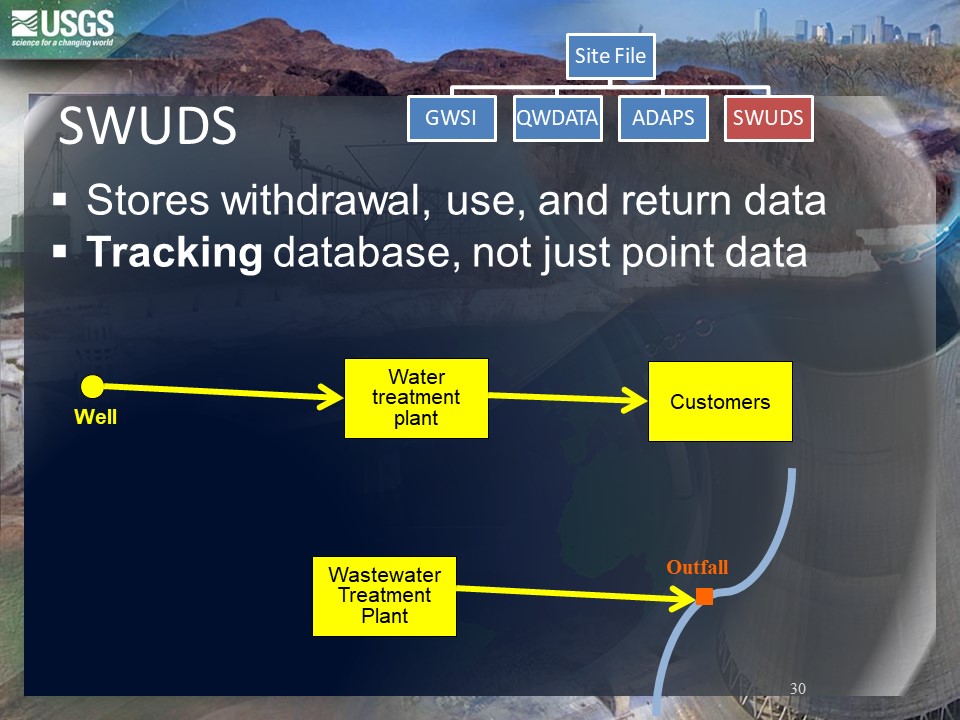 USGS
science for a changing world
Site File
GWSI
QWDATA
ADAPS
SWUDS
SWUDS
▪ Stores withdrawal, use, and return data
▪ Tracking database, not just point data
Well
Water
treatment
plant
Customers
Wastewater
Treatment
Plant
Outfall
30